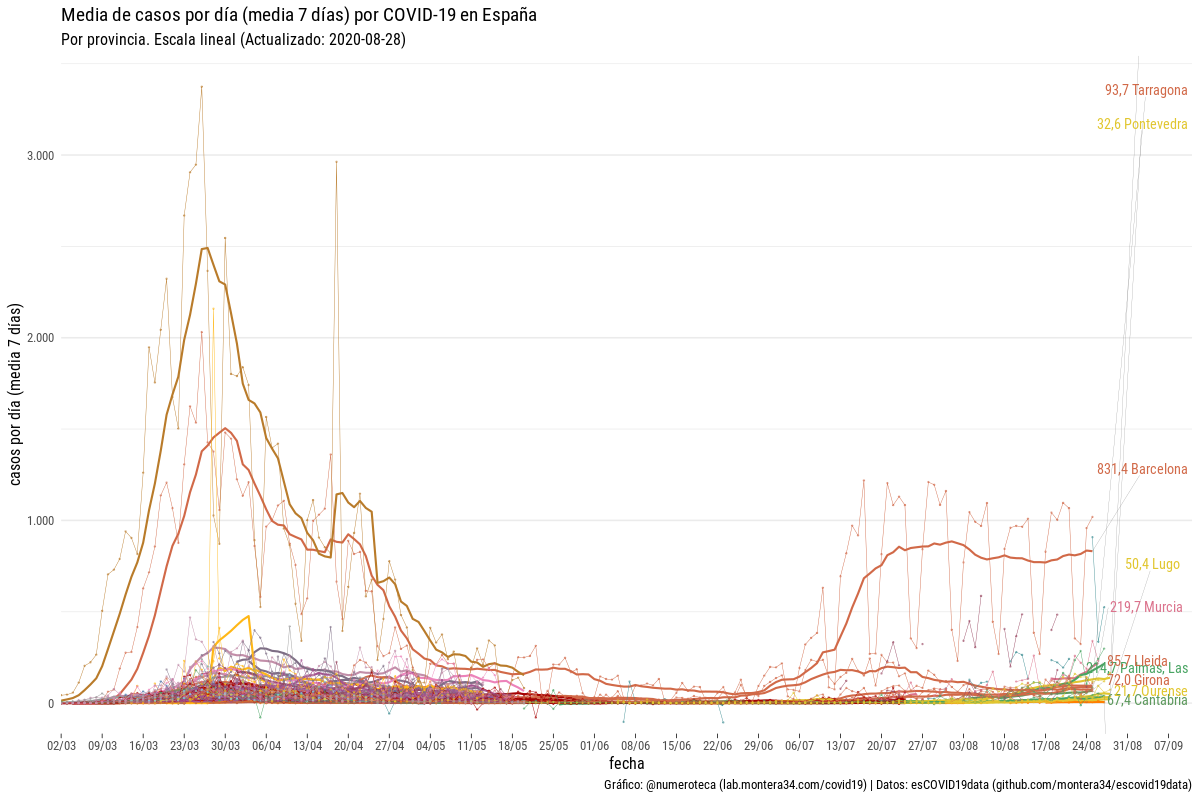 Media de casos por día (media 7 días) por COVID-19 en España
Por provincia. Escala lineal (Actualizado: 2020-08-28)
casos por día (media 7 días)
3.000
2.000
1.000
0
93,7 Tarragona
32,6 Pontevedra
831,4 Barcelona
50,4 Lugo
219,7 Murcia
85,7 Lleida
Palmas, Las
72,0 Girona
21,7 Ourense
67,4 Cantabria
02/03 09/03 16/03 23/03 30/03 06/04 13/04 20/04 27/04 04/05 11/05 18/05 25/05 01/06 08/06 15/06 22/06 29/06 06/07 13/07 20/07 27/07 03/08 10/08 17/08 24/08 31/08 07/09
fecha
Gráfico: @numeroteca (lab.montera34.com/covid19) | Datos: esCOVID19data (github.com/montera34/escovid19data)